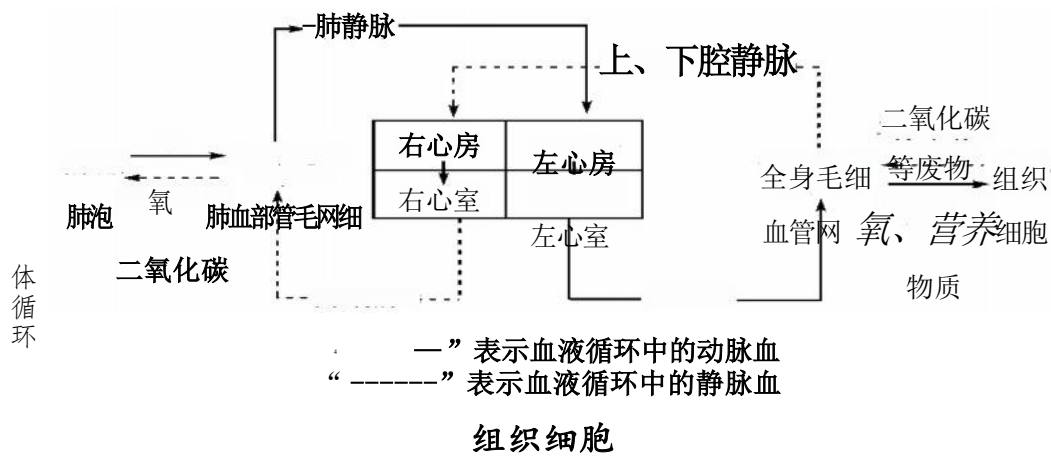 -肺静脉
上、下腔静脉
二氧化碳
右心房
左心房
全身毛细
等废物
组织
氧
右心室
肺泡
肺血部管毛网细
左心室
血管网
氧、营养
细胞
二氧化碳
物质
体循环
—”表示血液循环中的动脉血
“ ------”表示血液循环中的静脉血
组织细胞